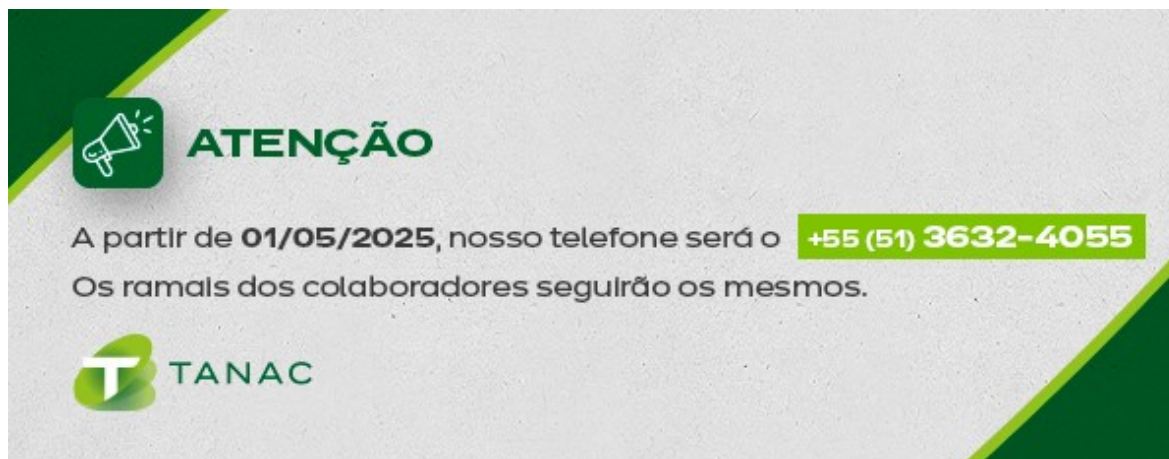 ATENÇÃO
A partir de 01/05/2025, nosso telefone será o +55 (51) 3632-4055
Os ramais dos colaboradores seguirão os mesmos.
T TANAC